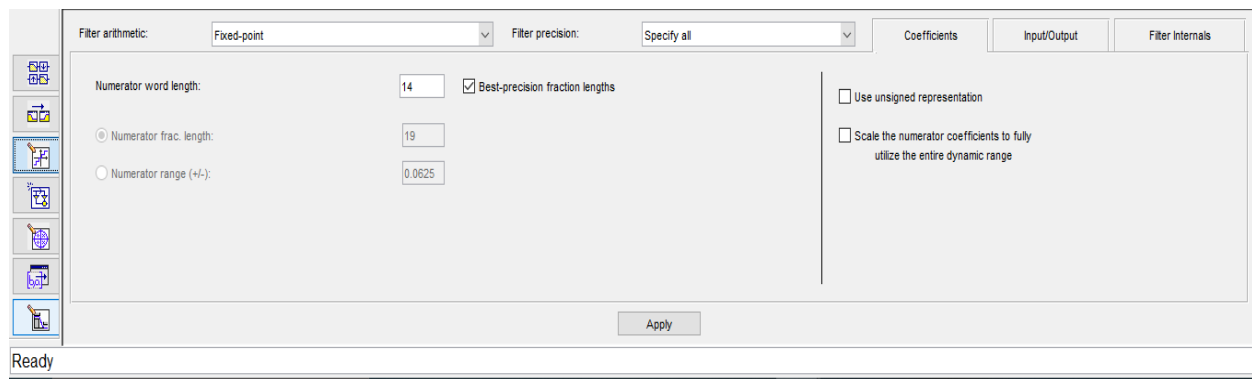 Filter arithmetic: Fixed-point Filter precision: Specify all Coefficients Input/Output Filter Internals
Numerator word length: 14 Best-precision fraction lengths
Use unsigned representation
Numerator frac. length: 19
Scale the numerator coefficients to fully
utilize the entire dynamic range
Numerator range (+/-): 0.0625
Apply
Ready